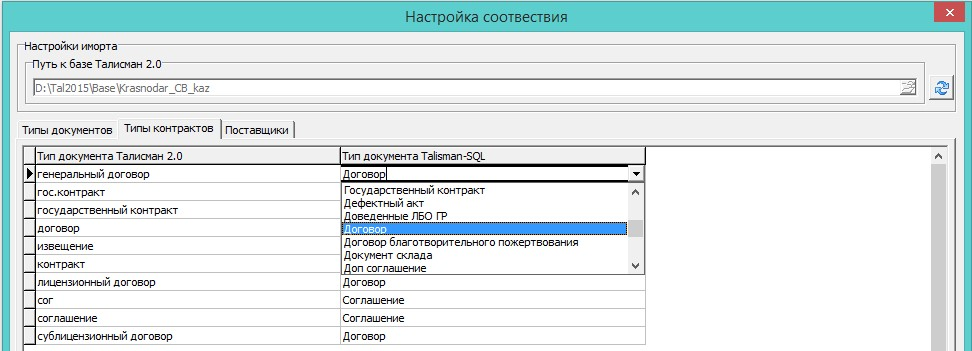 Настройка соотвествия
Настройки иморта
Путь к базе Талисман 2.0
D:\Tal2015\Base\Krasnodar_CB_kaz
Типы документов Типы контрактов Поставщики
Тип документа Талисман 2.0 Тип документа Talisman-SQL
генеральный договор Договор
гос.контракт Государственный контракт
Дефектный акт
государственный контракт Доведенные ЛБО ГР
договор Договор
извещение Договор благотворительного пожертвования
Документ склада
контракт Доп соглашение
лицензионный договор Договор
сог Соглашение
соглашение Соглашение
сублицензионный договор Договор